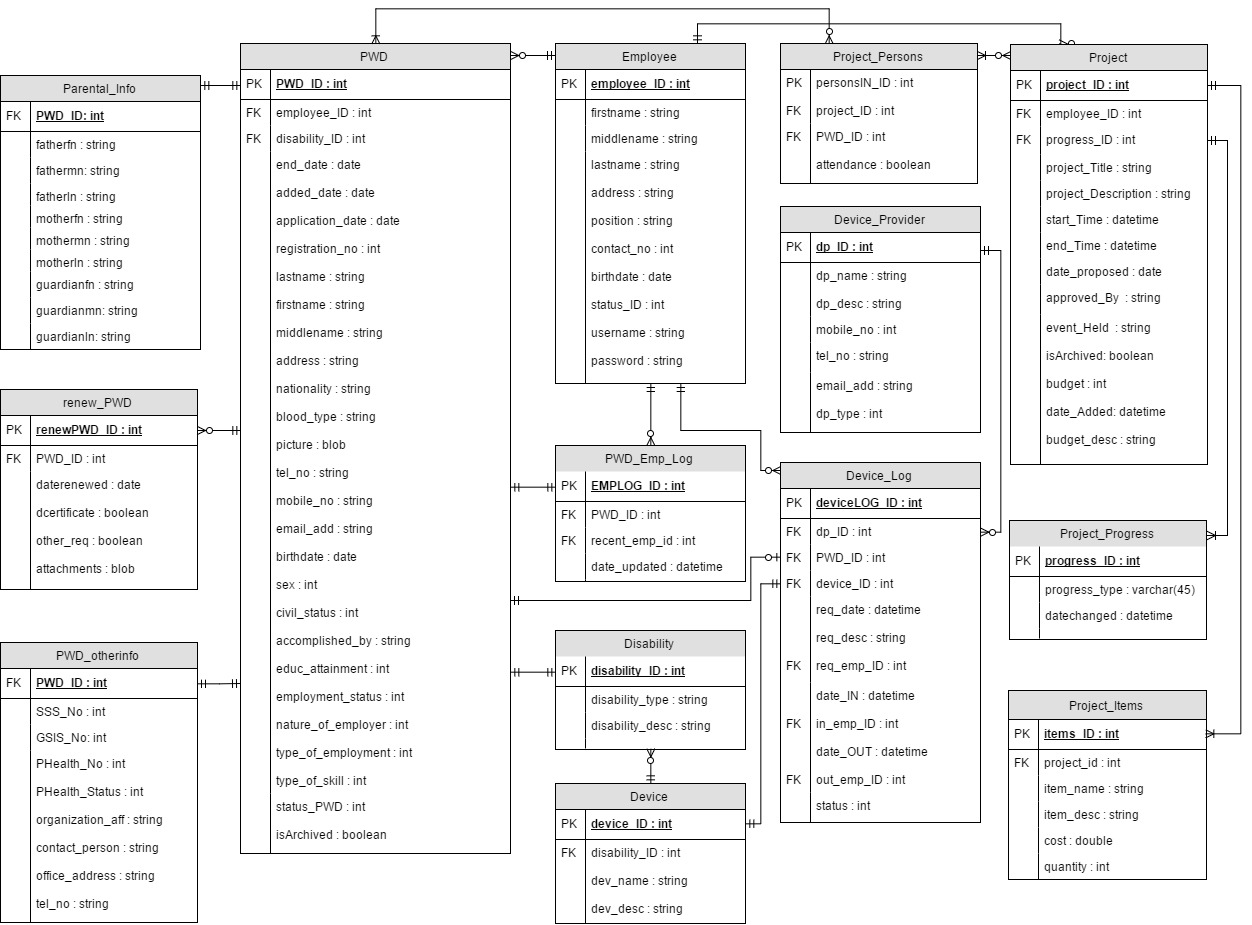 Parental_Info
FK PWD_ID: int
fatherfn : string
fathermn: string
fatherln : string
motherfn : string
mothermn : string
motherln : string
guardianfn : string
guardianmn: string
guardianln: string
renew_PWD
PK renewPWD_ID : int
FK PWD_ID : int
daterenewed : date
dcertificate : boolean
other_req : boolean
attachments : blob
PWD_otherinfo
FK PWD_ID : int
SSS_No : int
GSIS_No: int
PHealth_No : int
PHealth_Status : int
organization_aff : string
contact_person : string
office_address : string
tel_no : string
PWD
PK PWD_ID : int
FK employee_ID : int
FK disability_ID : int
end_date : date
added_date : date
application_date : date
registration_no : int
lastname : string
firstname : string
middlename : string
address : string
nationality : string
blood_type : string
picture : blob
tel_no : string
mobile_no : string
email_add : string
birthdate : date
sex : int
civil_status : int
accomplished_by : string
educ_attainment : int
employment_status : int
nature_of_employer : int
type_of_employment : int
type_of_skill : int
status_PWD : int
isArchived : boolean
Employee
PK employee_ID : int
firstname : string
middlename : string
lastname : string
address : string
position : string
contact_no : int
birthdate : date
status_ID : int
username : string
password : string
PWD_Emp_Log
PK EMPLOG_ID : int
FK PWD_ID : int
FK recent_emp_id : int
date_updated : datetime
Disability
PK disability_ID : int
disability_type : string
disability_desc : string
Device
PK device_ID : int
FK disability_ID : int
dev_name : string
dev_desc : string
Project_Persons
PK personsIN_ID : int
FK project_ID : int
FK PWD_ID : int
attendance : boolean
Device_Provider
PK dp_ID : int
dp_name : string
dp_desc : string
mobile_no : int
tel_no : string
email_add : string
dp_type : int
Device_Log
PK deviceLOG_ID : int
FK dp_ID : int
FK PWD_ID : int
FK device_ID : int
req_date : datetime
req_desc : string
FK req_emp_ID : int
date_IN : datetime
FK in_emp_ID : int
date_OUT : datetime
FK out_emp_ID : int
status : int
Project
PK project_ID : int
FK employee_ID : int
FK progress_ID : int
project_Title : string
project_Description : string
start_Time : datetime
end_Time : datetime
date_proposed : date
approved_By : string
event_Held : string
isArchived: boolean
budget : int
date_Added: datetime
budget_desc : string
Project_Progress
PK progress_ID : int
progress_type : varchar(45)
datechanged : datetime
Project_Items
PK items_ID : int
FK project_id : int
item_name : string
item_desc : string
cost : double
quantity : int